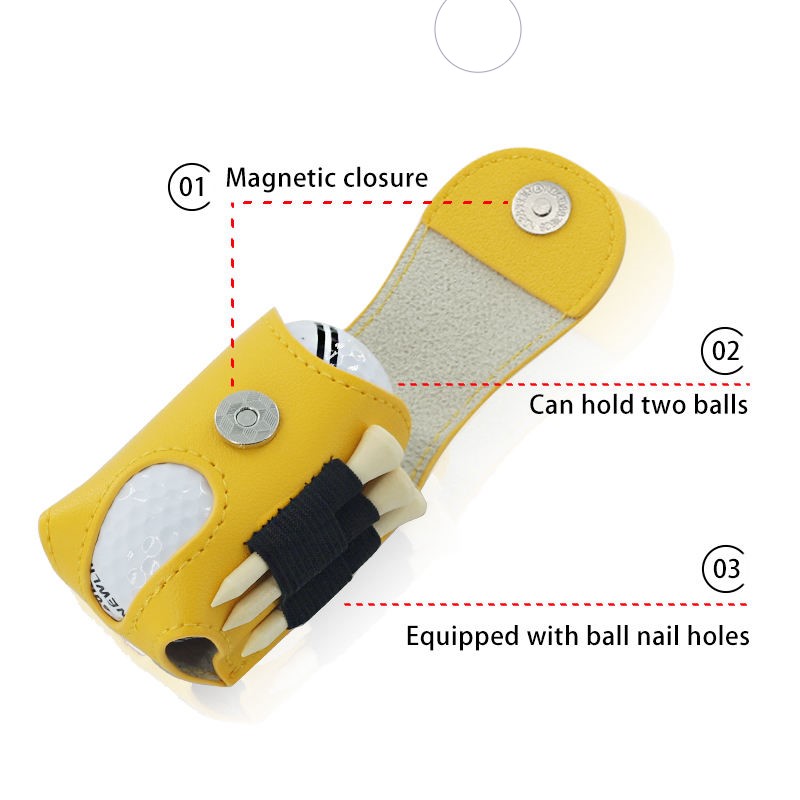 01 Magnetic closure
02
Can hold two balls
03
Equipped with ball nail holes